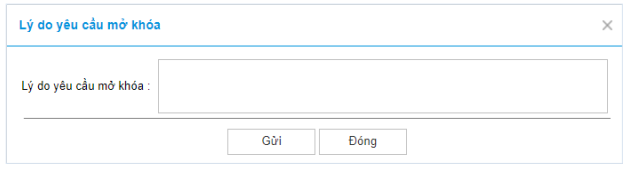 Lý do yêu cầu mở khóa
Lý do yêu cầu mở khóa :
Gửi
Đóng